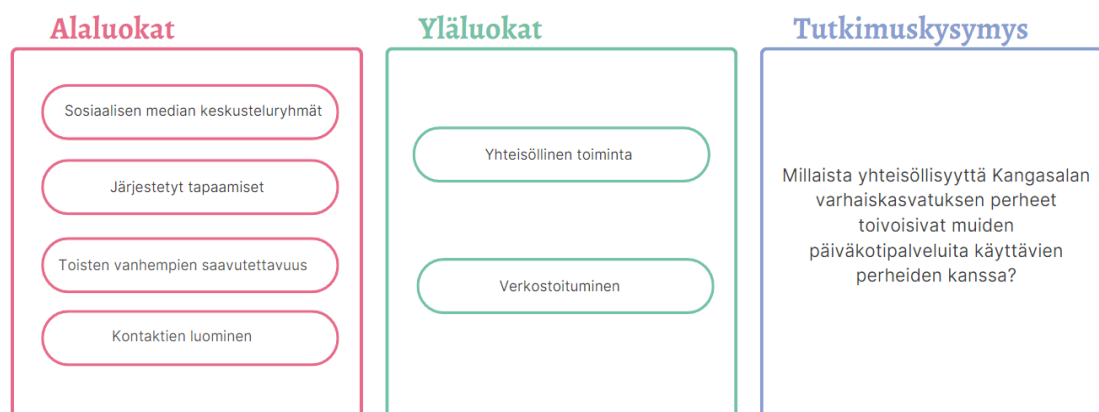 Alaluokat
Sosiaalisen median keskusteluryhmät
Järjestetyt tapaamiset
Toisten vanhempien saavutettavuus
Kontaktien luominen
Yläluokat
Yhteisöllinen toiminta
Verkostoituminen
Tutkimuskysymys
Millaista yhteisöllisyyttä Kangasalan
varhaiskasvatuksen perheet
toivoisivat muiden
päiväkotipalveluita käyttävien
perheiden kanssa?